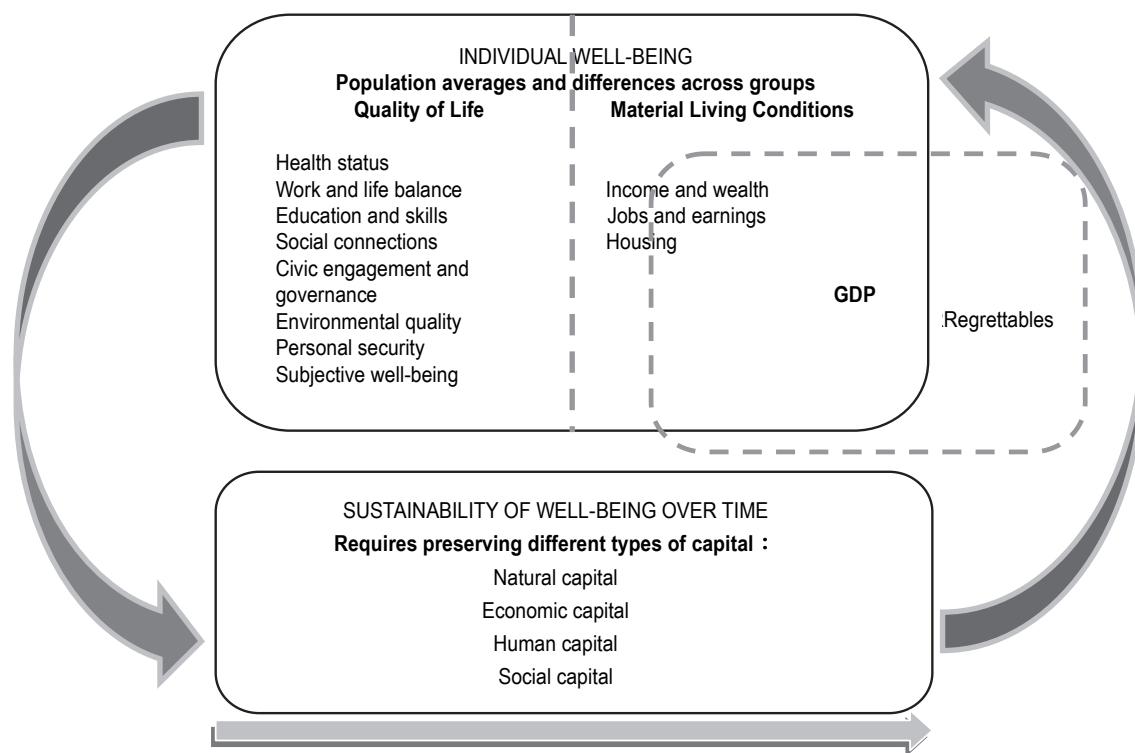 INDIVIDUAL WELL-BEING
Population averages and differences across groups
Quality of Life
Material Living Conditions
Health status
Work and life balance
Education and skills
Social connections
Civic engagement and
governance
Environmental quality
Personal security
Subjective well-being
Income and wealth
Jobs and earnings
Housing
GDP
:Regrettables
SUSTAINABILITY OF WELL-BEING OVER TIME
Requires preserving different types of capital：
Natural capital
Economic capital
Human capital
Social capital